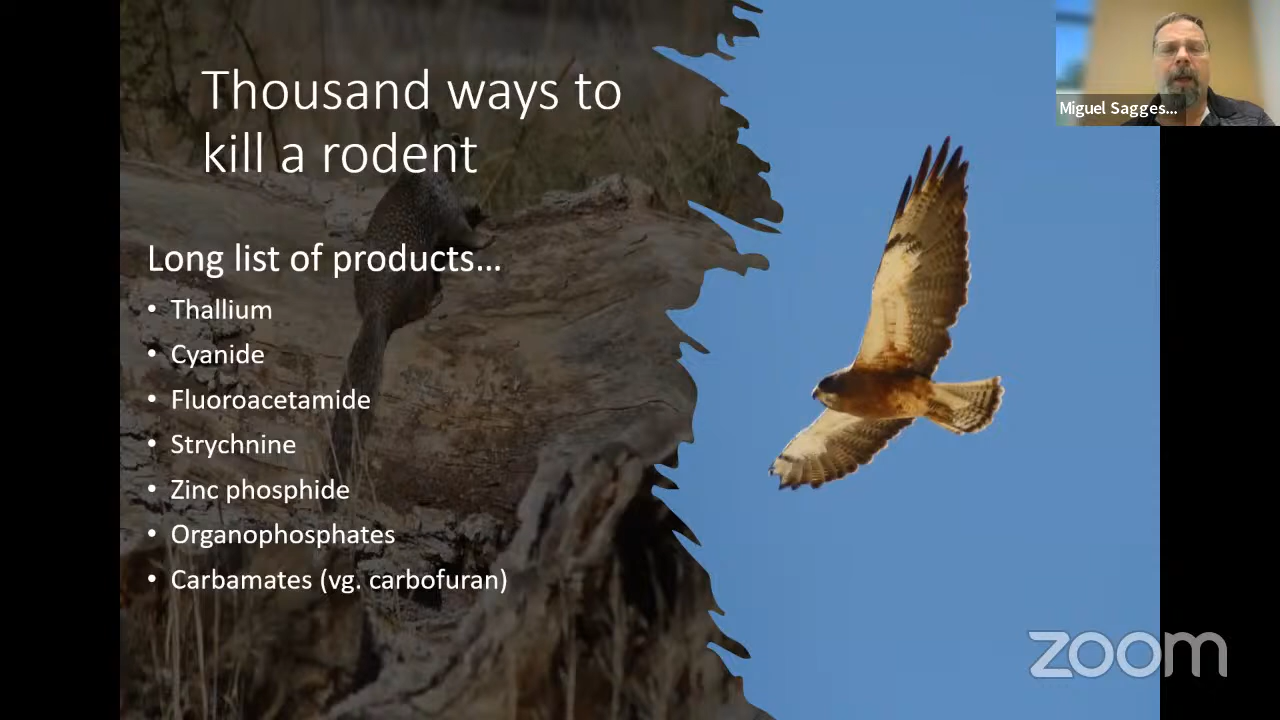 Thousand ways to
kill a rodent
Long list of products…
• Thallium
• Cyanide
• Fluoroacetamide
• Strychnine
• Zinc phosphide
• Organophosphates
• Carbamates (vg. carbofuran)
Miguel Sagges...
zoom